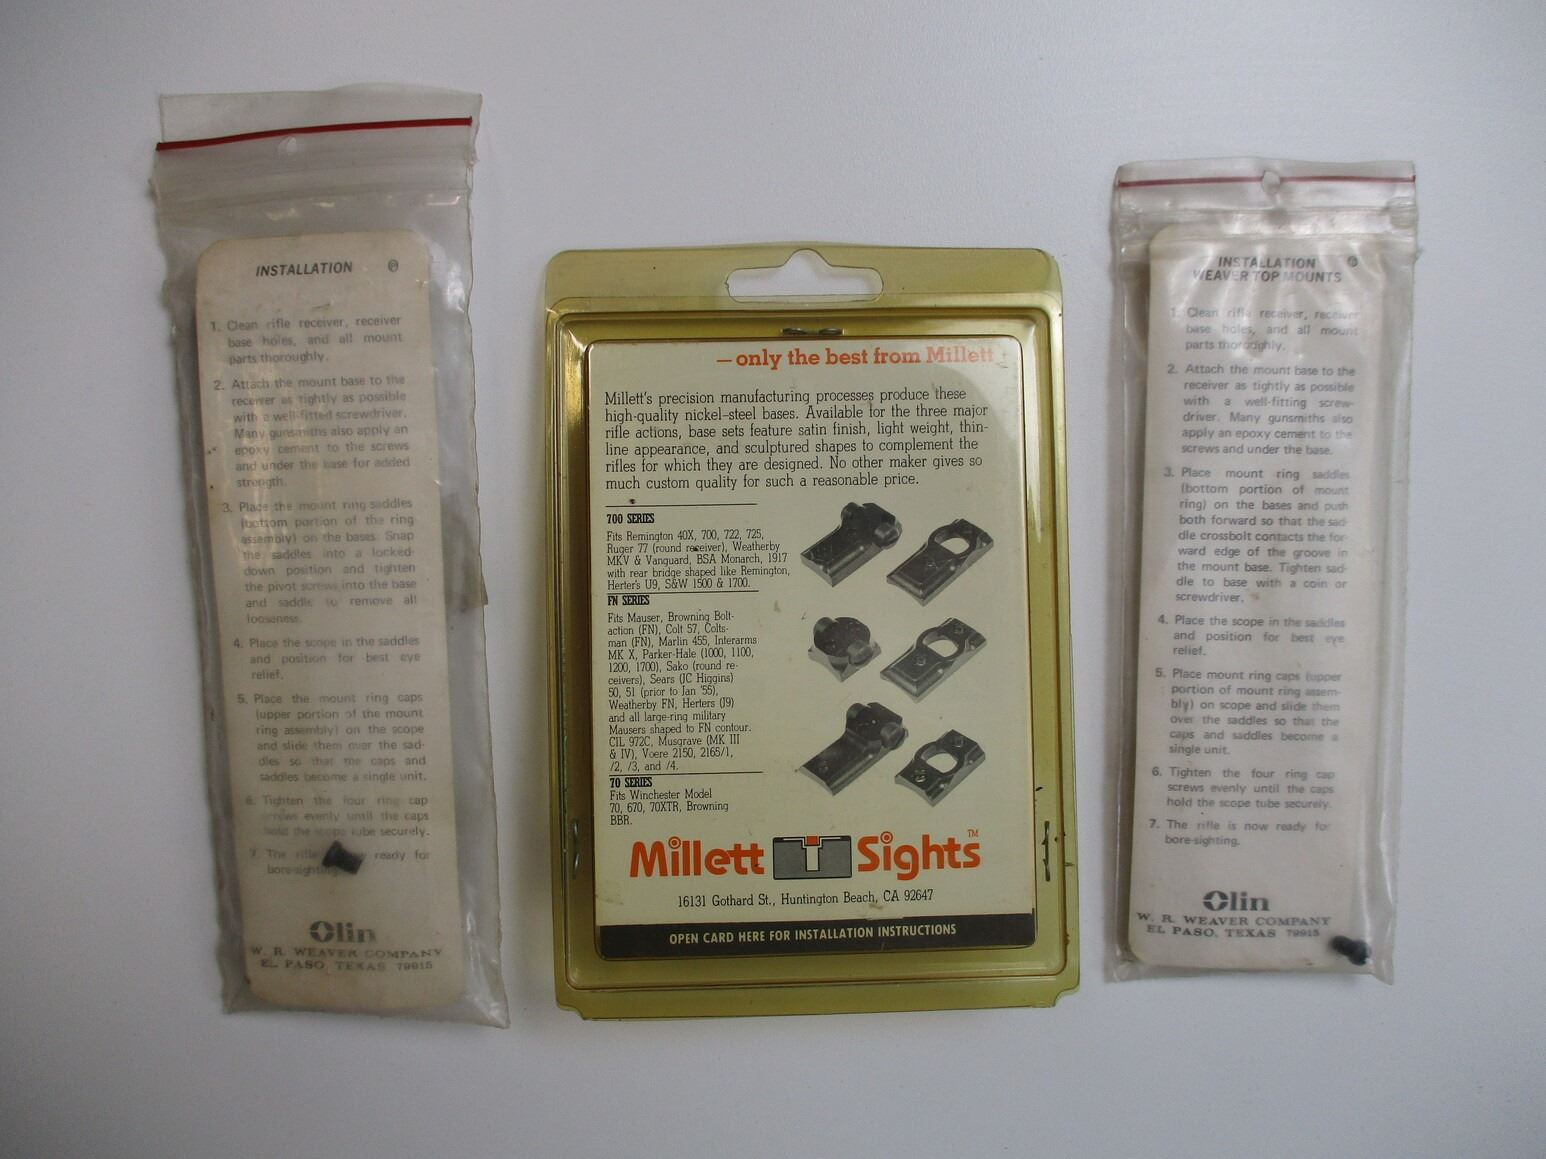 INSTALLATION
1. Clean rifle receiver, receiver
base holes, and all mount
parts thoroughly.
2. Attach the mount base to the
receiver as tightly as possible
with a well-fitted screwdriver.
Many gunsmiths also apply an
epoxy cement to the screws
and under the base for added
strength.
3. Place the mount ring saddles
(bottom portion of the ring
assembly) on the bases. Snap
the saddles into a locked-
down position and tighten
the pivot screws into the base
and saddle to remove all
looseness.
4. Place the scope in the saddles
and position for best eye
relief.
5. Place the mount ring caps
(upper portion of the mount
ring assembly) on the scope
and slide them over the sad-
dles so that the caps and
saddles become a single unit.
6. Tighten the four ring cap
screws evenly until the caps
hold the scope tube securely.
7. The rifle ready for
bore-sighting.
Olin
W. R. WEAVER COMPANY
EL PASO, TEXAS 79915
— only the best from Millett
Millett's precision manufacturing processes produce these
high-quality nickel-steel bases. Available for the three major
rifle actions, base sets feature satin finish, light weight, thin-
line appearance, and sculptured shapes to complement the
rifles for which they are designed. No other maker gives so
much custom quality for such a reasonable price.
700 SERIES
Fits Remington 40X, 700, 722, 725,
Ruger 77 (round receiver), Weatherby
MKV & Vanguard, BSA Monarch, 1917
with rear bridge shaped like Remington,
Herter's U9, S&W 1500 & 1700.
FN SERIES
Fits Mauser, Browning Bolt-
action (FN), Colt 57, Colts-
man (FN), Marlin 455, Interarms
MK X, Parker-Hale (1000, 1100,
1200, 1700), Sako (round re-
ceivers), Sears (JC Higgins)
50, 51 (prior to Jan '55),
Weatherby FN, Herters (J9)
and all large-ring military
Mausers shaped to FN contour.
CIL 972C, Musgrave (MK III
& IV), Voere 2150, 2165/1,
/2, /3, and /4.
70 SERIES
Fits Winchester Model
70, 670, 70XTR, Browning
BBR.
Millett Sights™
16131 Gothard St., Huntington Beach, CA 92647
OPEN CARD HERE FOR INSTALLATION INSTRUCTIONS
INSTALLATION
WEAVER TOP MOUNTS
1. Clean rifle receiver, receiver
base holes, and all mount
parts thoroughly.
2. Attach the mount base to the
receiver as tightly as possible
with a well-fitting screw-
driver. Many gunsmiths also
apply an epoxy cement to the
screws and under the base.
3. Place mount ring saddles
(bottom portion of mount
ring) on the bases and push
both forward so that the sad-
dle crossbolt contacts the for-
ward edge of the groove in
the mount base. Tighten sad-
dle to base with a coin or
screwdriver.
4. Place the scope in the saddles
and position for best eye
relief.
5. Place mount ring caps (upper
portion of mount ring assem-
bly) on scope and slide them
over the saddles so that the
caps and saddles become a
single unit.
6. Tighten the four ring cap
screws evenly until the caps
hold the scope tube securely.
7. The rifle is now ready for
bore-sighting.
Olin
W. R. WEAVER COMPANY
EL PASO, TEXAS 79915